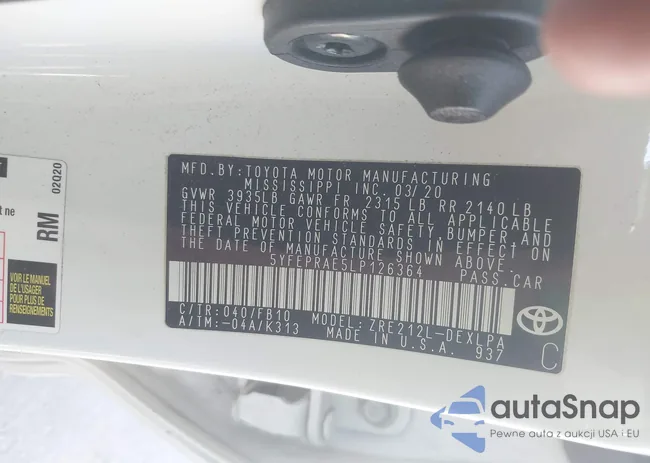 MFD.BY:TOYOTA MOTOR MANUFACTURING
MISSISSIPPI INC. 03/20
GVWR 3935LB GAWR FR 2315 LB RR 2140 LB
THIS VEHICLE CONFORMS TO ALL APPLICABLE
FEDERAL MOTOR VEHICLE SAFETY, BUMPER, AND
THEFT PREVENTION STANDARDS IN EFFECT ON
THE DATE OF MANUFACTURE SHOWN ABOVE.
5YFEPRAE5LP126364 PASS.CAR
C/TR:040/FB10 MODEL: ZRE212L-DEXLPA
A/TM:-04A/K313 MADE IN U.S.A. 937
C
RM 02Q20
t ne
VOIR LE MANUEL
DE L'USAGER
POUR PLUS DE
RENSEIGNEMENTS
autaSnap
Pewne auta z aukcji USA i EU